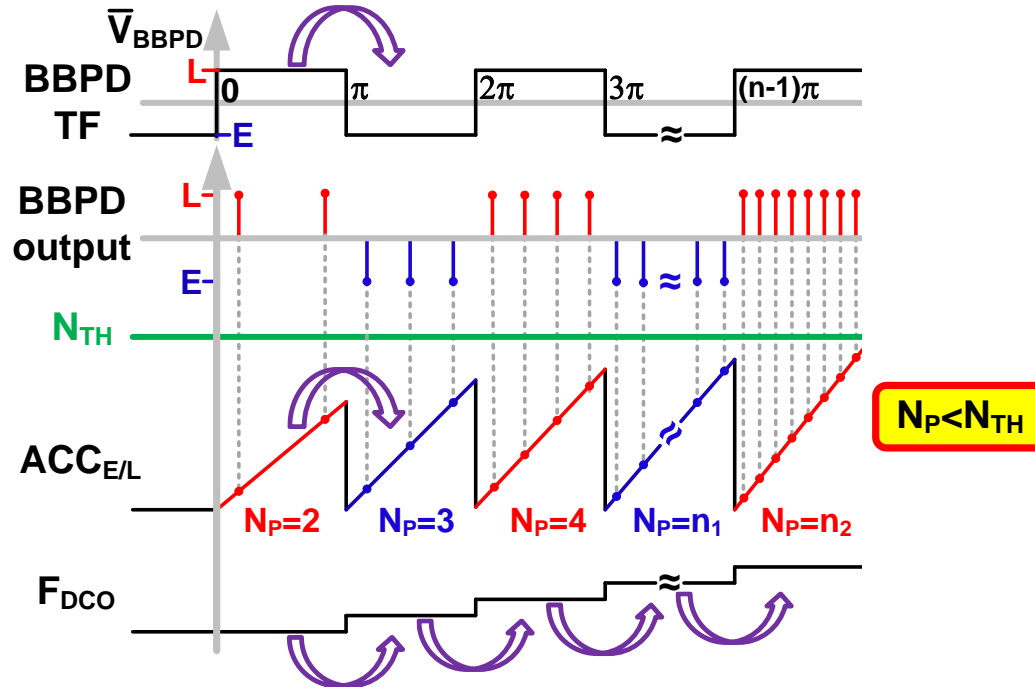 V̄BBPD
BBPD
TF
L
E
0
π
2π
3π
(n-1)π
≈
BBPD
output
L
E
≈
NTH
ACCE/L
≈
NP=2
NP=3
NP=4
NP=n1
NP=n2
NP<NTH
FDCO
≈